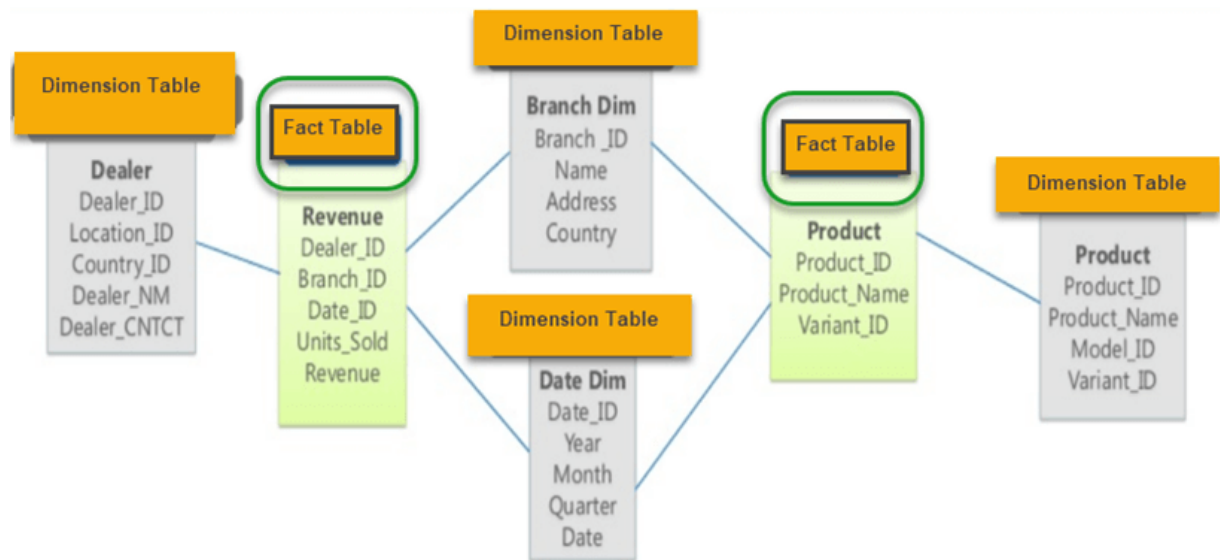 Dimension Table
Dealer
Dealer_ID
Location_ID
Country_ID
Dealer_NM
Dealer_CNTCT
Fact Table
Revenue
Dealer_ID
Branch_ID
Date_ID
Units_Sold
Revenue
Dimension Table
Branch Dim
Branch _ID
Name
Address
Country
Dimension Table
Date Dim
Date_ID
Year
Month
Quarter
Date
Fact Table
Product
Product_ID
Product_Name
Variant_ID
Dimension Table
Product
Product_ID
Product_Name
Model_ID
Variant_ID